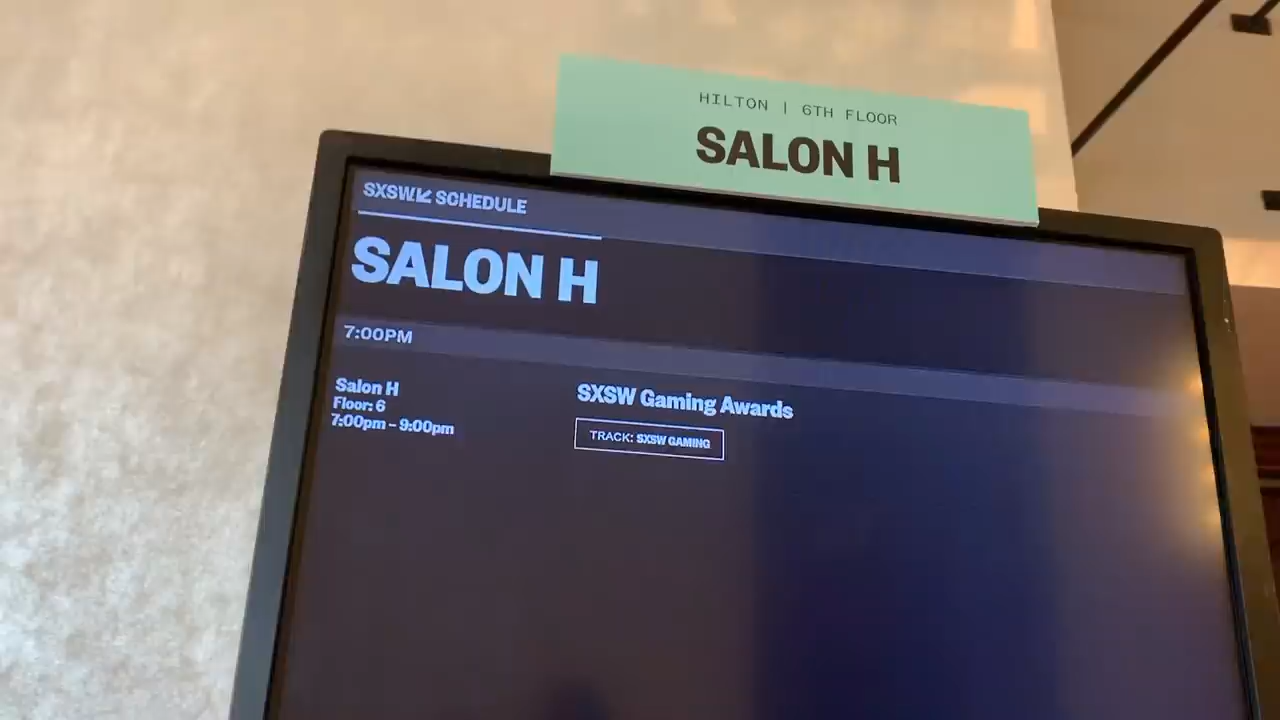 HILTON | 6TH FLOOR
SALON H
SXSW SCHEDULE
SALON H
7:00PM
Salon H
Floor: 6
7:00pm – 9:00pm
SXSW Gaming Awards
TRACK: SXSW GAMING